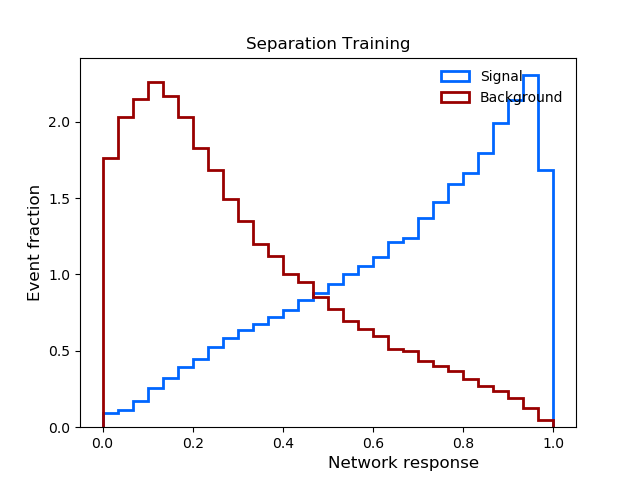 Separation Training
Signal
Background
Event fraction
2.0
1.5
1.0
0.5
0.0
0.0 0.2 0.4 0.6 0.8 1.0
Network response